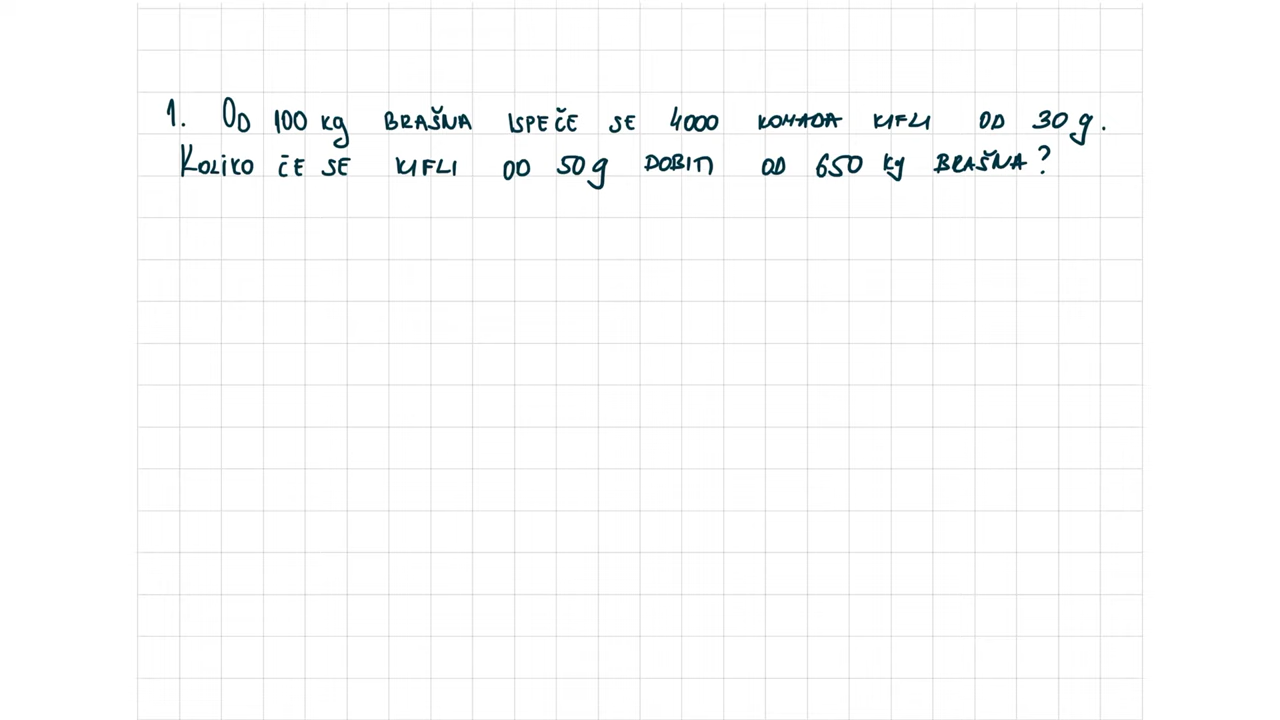 1. OD 100 kg BRAŠNA ISPEČE SE 4000 KOMADA KIFLI OD 30 g.
KOLIKO ĆE SE KIFLI OD 50 g DOBITI OD 650 kg BRAŠNA?